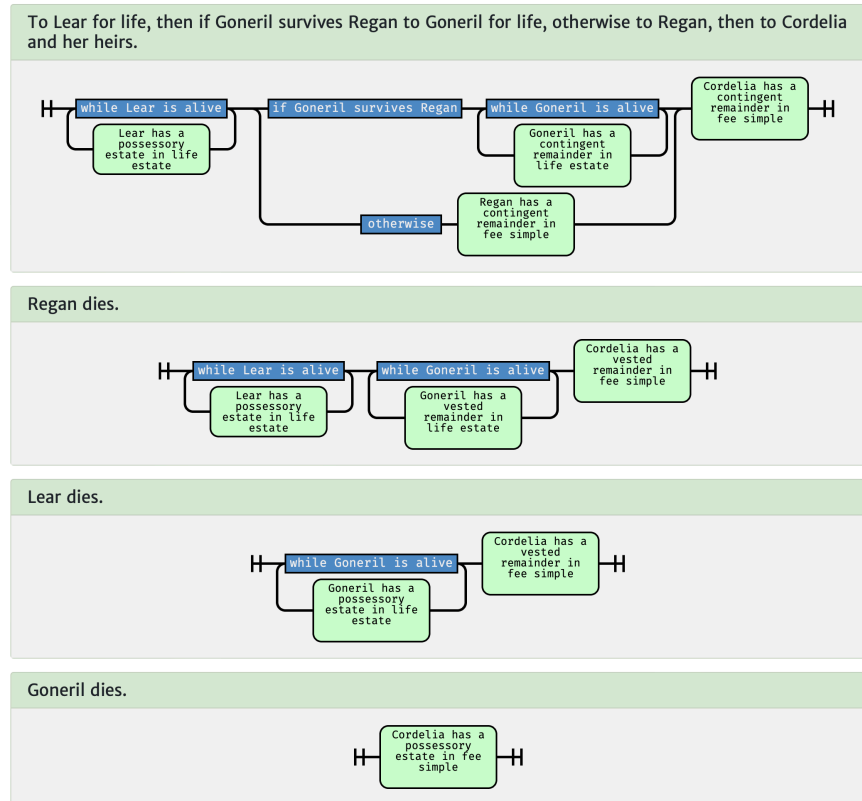 To Lear for life, then if Goneril survives Regan to Goneril for life, otherwise to Regan, then to Cordelia
and her heirs.
while Lear is alive
Lear has a
possessory
estate in life
estate
if Goneril survives Regan
while Goneril is alive
Goneril has a
contingent
remainder in
life estate
otherwise
Regan has a
contingent
remainder in
fee simple
Cordelia has a
contingent
remainder in
fee simple
Regan dies.
while Lear is alive
Lear has a
possessory
estate in life
estate
while Goneril is alive
Goneril has a
vested
remainder in
life estate
Cordelia has a
vested
remainder in
fee simple
Lear dies.
while Goneril is alive
Goneril has a
possessory
estate in life
estate
Cordelia has a
vested
remainder in
fee simple
Goneril dies.
Cordelia has a
possessory
estate in fee
simple